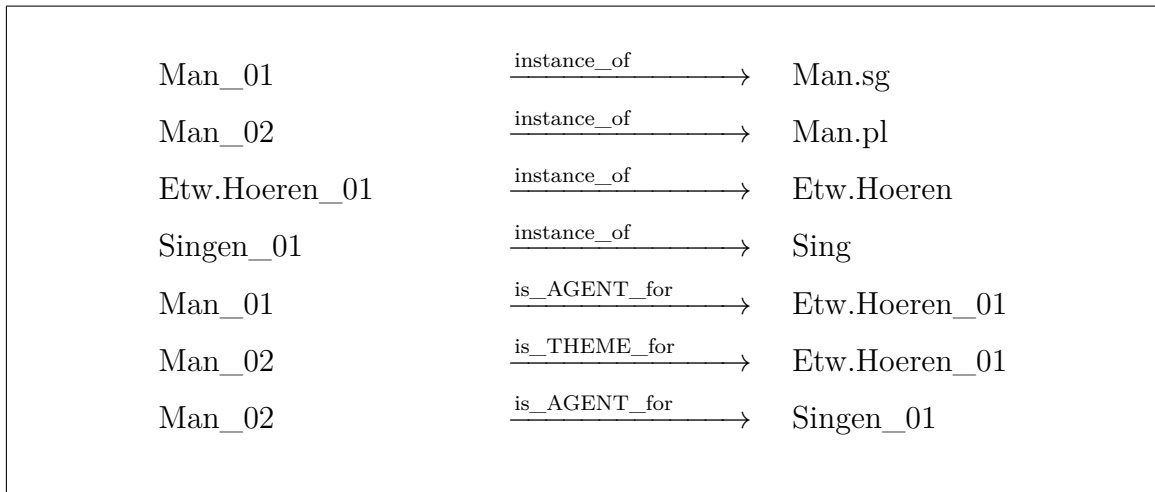 Man_01 instance_of Man.sg
Man_02 instance_of Man.pl
Etw.Hoeren_01 instance_of Etw.Hoeren
Singen_01 instance_of Sing
Man_01 is_AGENT_for Etw.Hoeren_01
Man_02 is_THEME_for Etw.Hoeren_01
Man_02 is_AGENT_for Singen_01